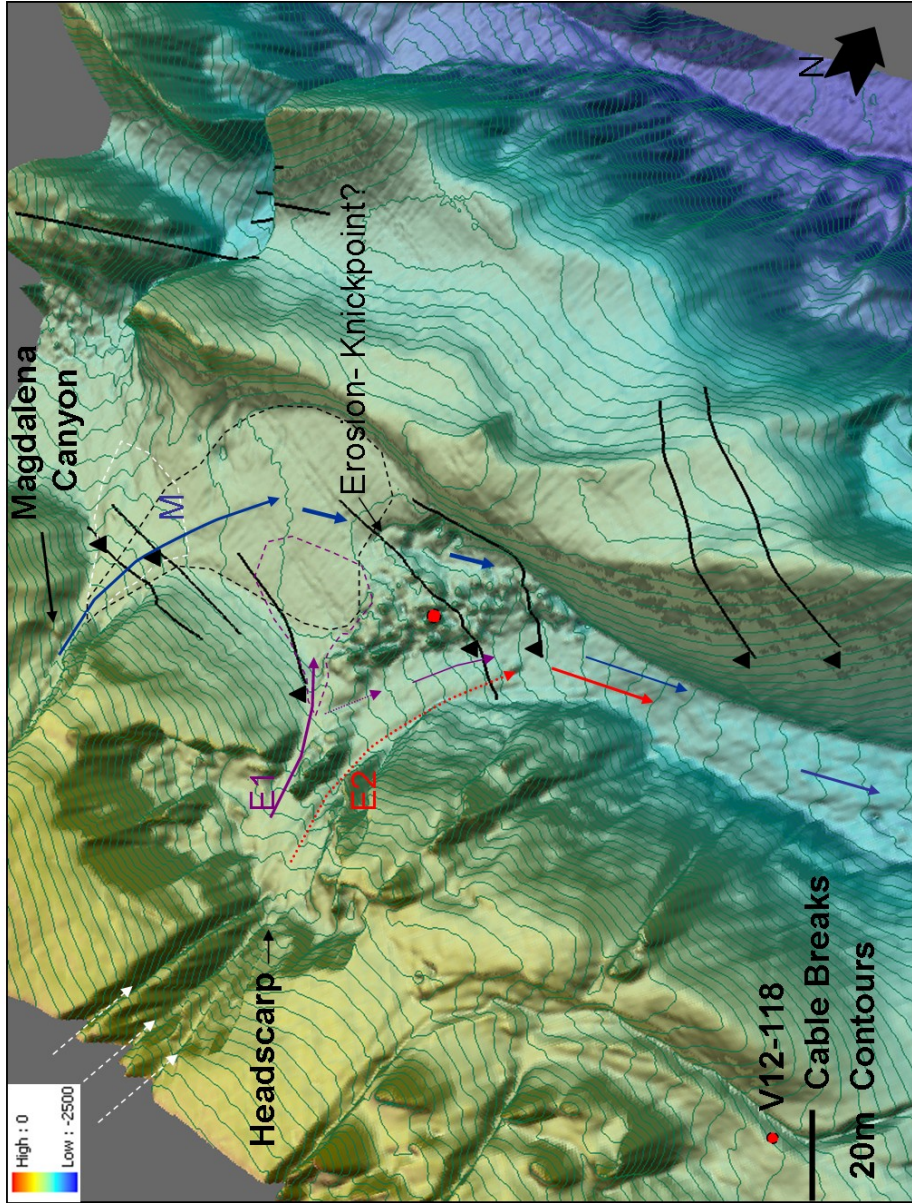 High : 0
Low : -2500
Magdalena
Canyon
N
M
Erosion- Knickpoint?
E1
E2
Headscarp
V12-118
Cable Breaks
20m Contours